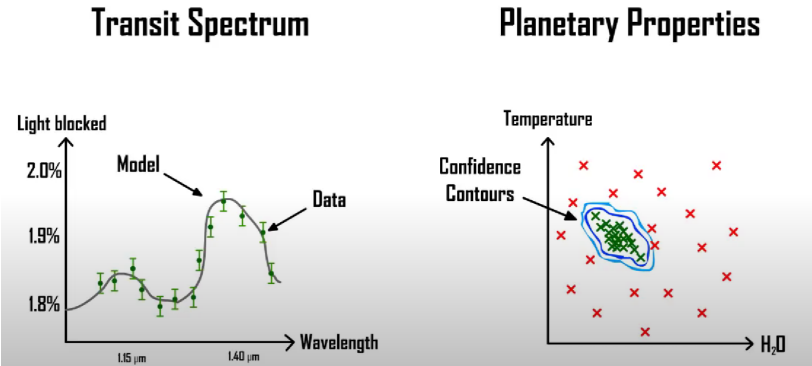 Transit Spectrum
Light blocked
2.0%
1.9%
1.8%
Model
Data
Wavelength
1.15 μm
1.40 μm
Planetary Properties
Temperature
Confidence
Contours
H₂O